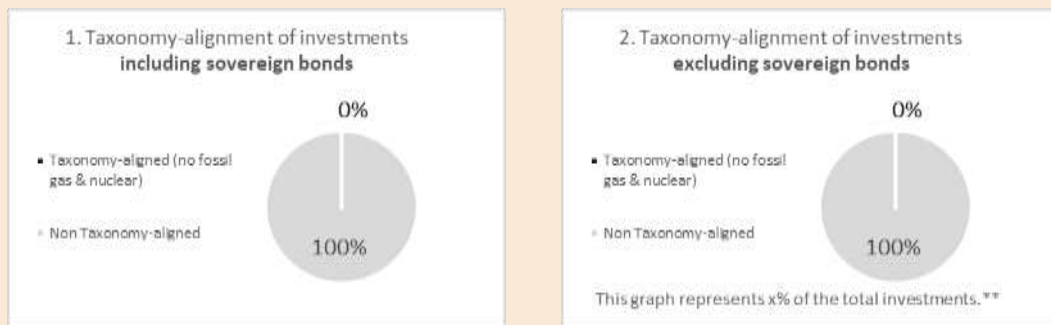 1. Taxonomy-alignment of investments
including sovereign bonds
0%
Taxonomy-aligned (no fossil
gas & nuclear)
Non Taxonomy-aligned
100%
2. Taxonomy-alignment of investments
excluding sovereign bonds
0%
Taxonomy-aligned (no fossil
gas & nuclear)
Non Taxonomy-aligned
100%
This graph represents x% of the total investments.**